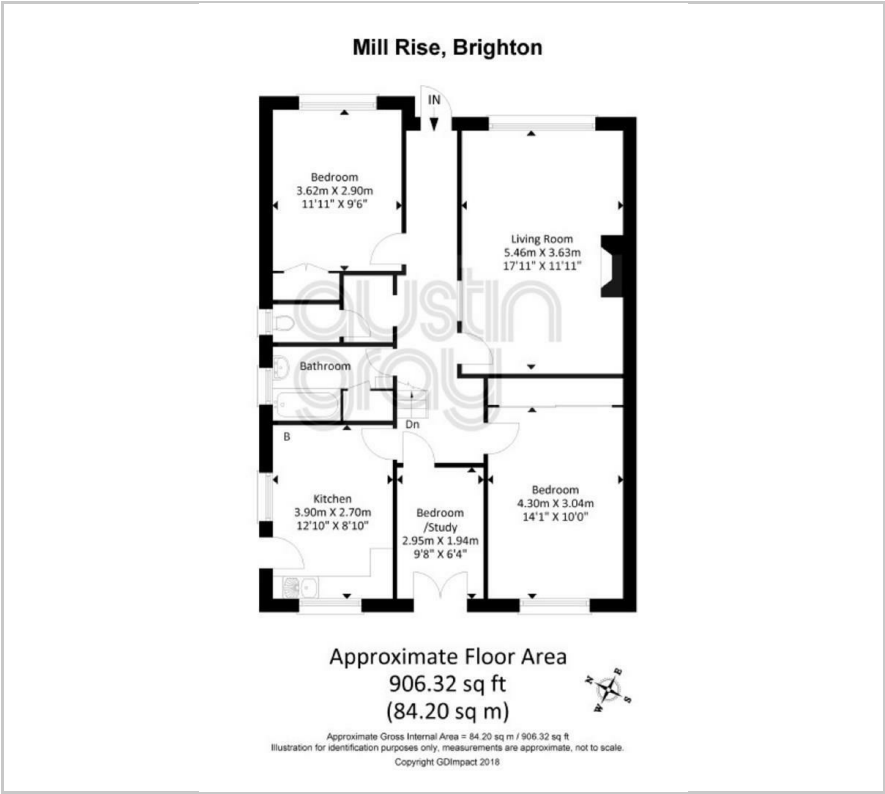 Mill Rise, Brighton
IN
Bedroom
3.62m X 2.90m
11'11" X 9'6"
Living Room
5.46m X 3.63m
17'11" X 11'11"
austin
gray
Bathroom
Dn
B
Kitchen
3.90m X 2.70m
12'10" X 8'10"
Bedroom
/Study
2.95m X 1.94m
9'8" X 6'4"
Bedroom
4.30m X 3.04m
14'1" X 10'0"
Approximate Floor Area
906.32 sq ft
(84.20 sq m)
N
E
S
W
Approximate Gross Internal Area = 84.20 sq m / 906.32 sq ft
Illustration for identification purposes only, measurements are approximate, not to scale.
Copyright GDImpact 2018